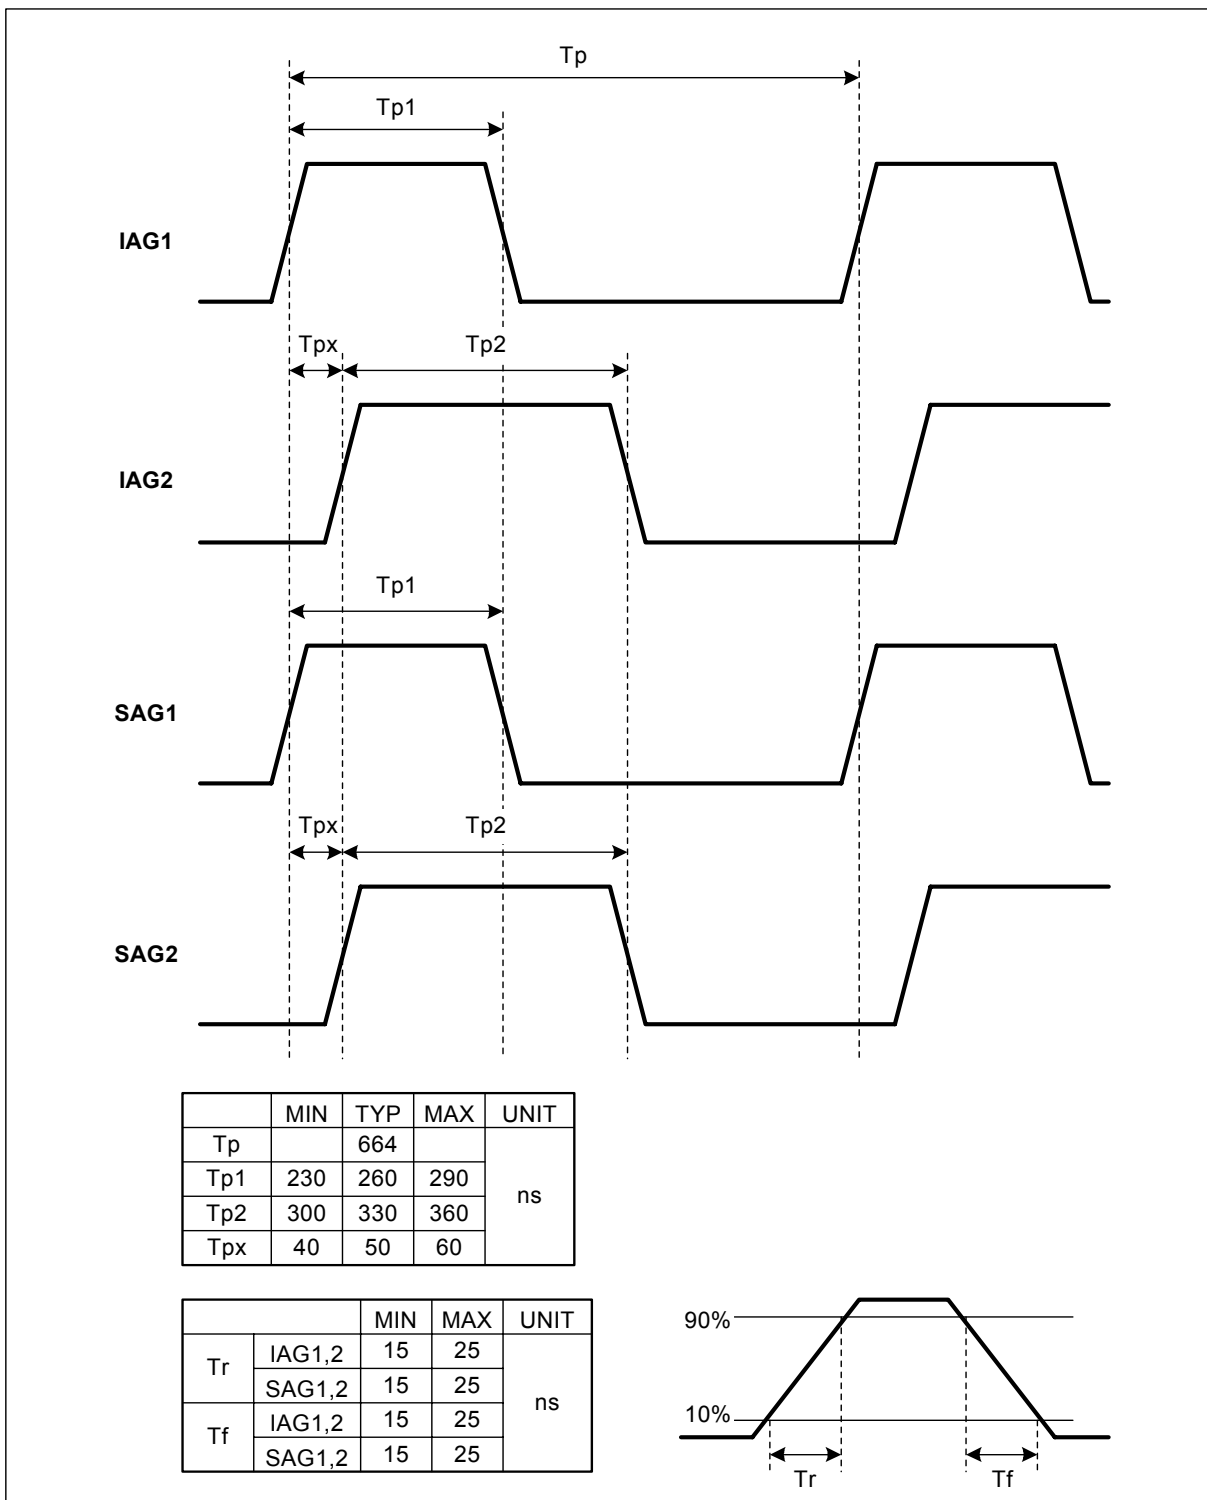 Tp
Tp1
IAG1
Tpx Tp2
IAG2
Tp1
SAG1
Tpx Tp2
SAG2
MIN TYP MAX UNIT
Tp 664
Tp1 230 260 290
ns
Tp2 300 330 360
Tpx 40 50 60
MIN MAX UNIT
Tr IAG1,2 15 25
SAG1,2 15 25
ns
Tf IAG1,2 15 25
SAG1,2 15 25
90%
10%
Tr Tf